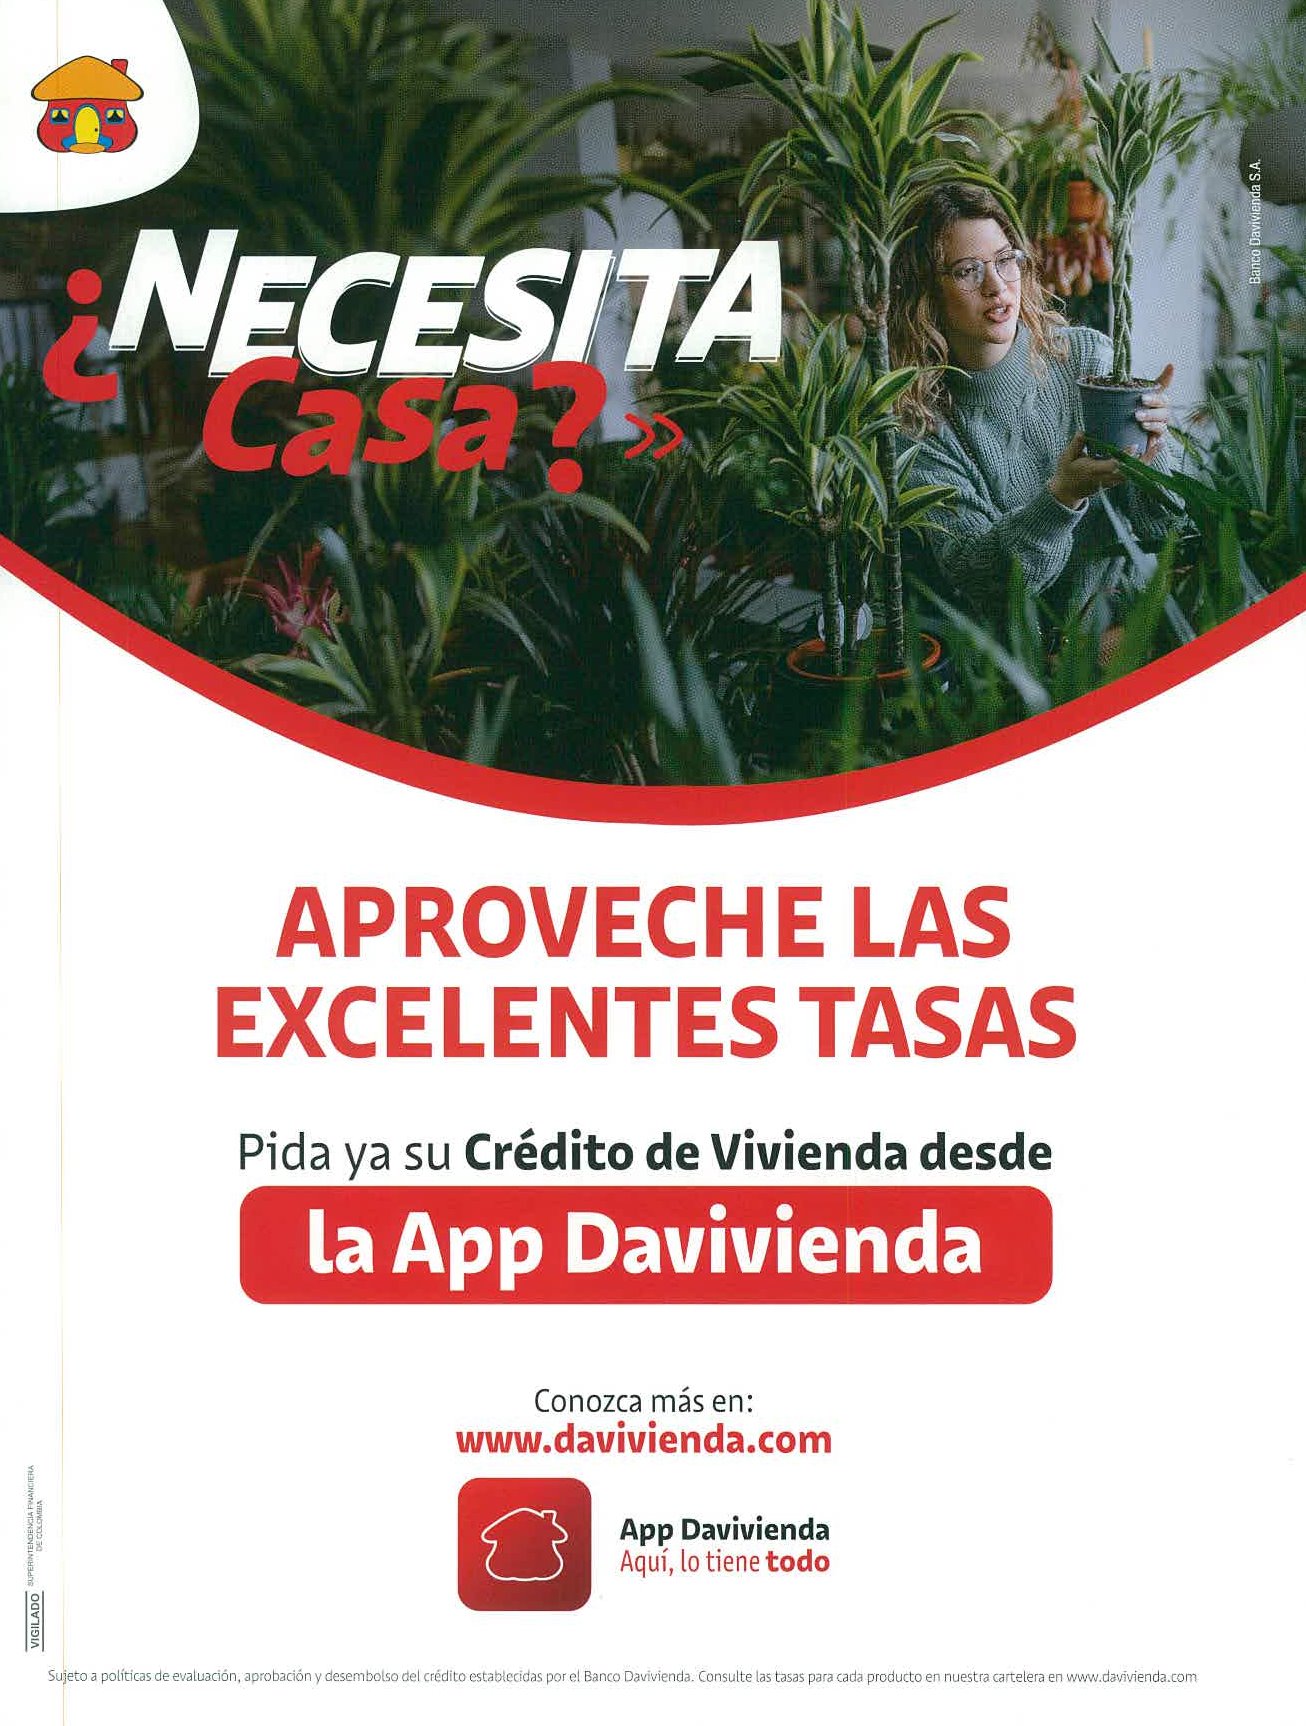 ¿NECESITA
Casa? »
Banco Davivienda S.A.
APROVECHE LAS
EXCELENTES TASAS
Pida ya su Crédito de Vivienda desde
la App Davivienda
Conozca más en:
www.davivienda.com
App Davivienda
Aquí, lo tiene todo
VIGILADO
SUPERINTENDENCIA FINANCIERA
DE COLOMBIA
Sujeto a políticas de evaluación, aprobación y desembolso del crédito establecidas por el Banco Davivienda. Consulte las tasas para cada producto en nuestra cartelera en www.davivienda.com